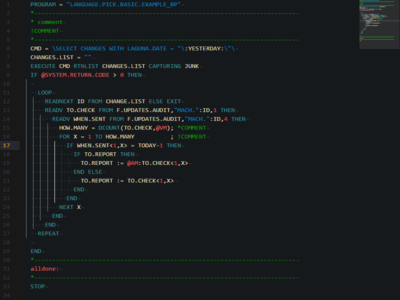 PROGRAM = "LANGUAGE.PICK.BASIC.EXAMPLE_BP"
* comment
!COMMENT
CMD = \SELECT CHANGES WITH LAGUNA.DATE = "\:YESTERDAY:\"\
CHANGES.LIST = ""
EXECUTE CMD RTNLIST CHANGES.LIST CAPTURING JUNK
IF @SYSTEM.RETURN.CODE > 0 THEN
LOOP
READNEXT ID FROM CHANGE.LIST ELSE EXIT
READV TO.CHECK FROM F.UPDATES.AUDIT,"MACH.":ID,1 THEN
READV WHEN.SENT FROM F.UPDATES.AUDIT,"MACH.":ID,4 THEN
HOW.MANY = DCOUNT(TO.CHECK,@VM); *COMMENT
FOR X = 1 TO HOW.MANY ; !COMMENT
17 IF WHEN.SENT<1,X> = TODAY-1 THEN
IF TO.REPORT THEN
TO.REPORT := @AM:TO.CHECK<1,X>
END ELSE
TO.REPORT := TO.CHECK<1,X>
END
END
NEXT X
END
END
REPEAT
END
alldone:
STOP